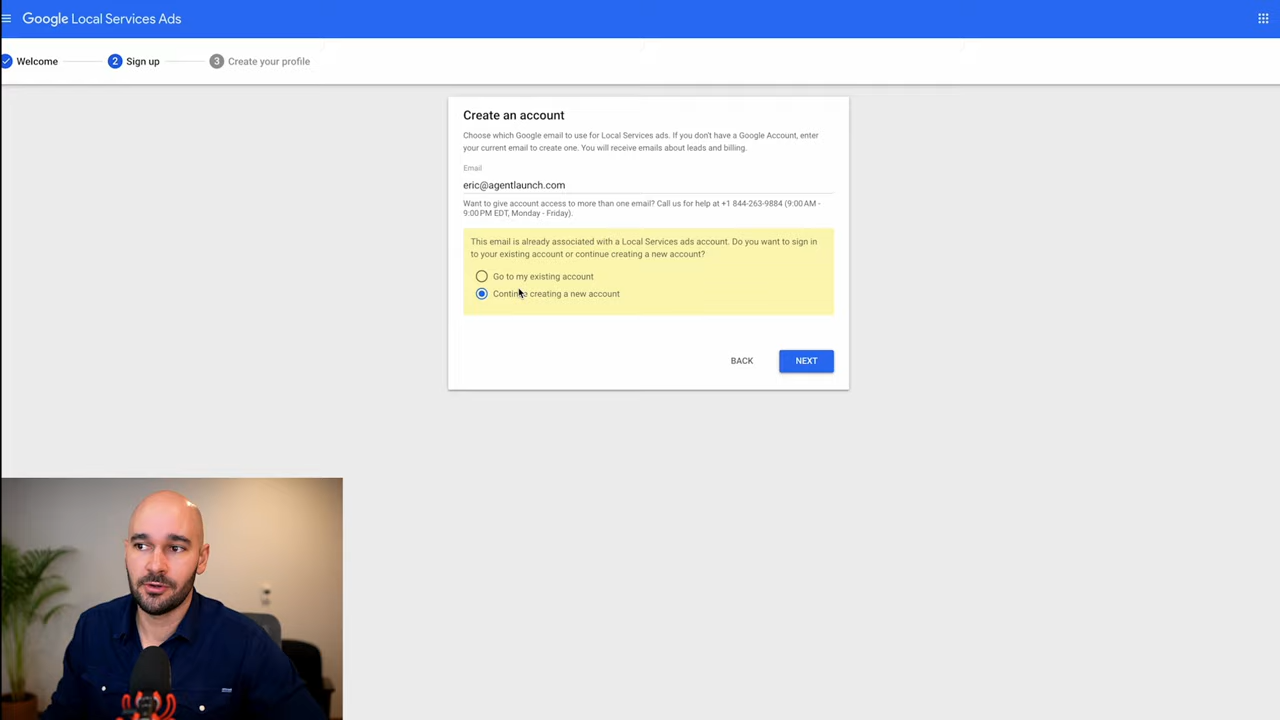 Google Local Services Ads
Welcome
2 Sign up
3 Create your profile
Create an account
Choose which Google email to use for Local Services ads. If you don't have a Google Account, enter
your current email to create one. You will receive emails about leads and billing.
Email
eric@agentlaunch.com
Want to give account access to more than one email? Call us for help at +1 844-263-9884 (9:00 AM -
9:00 PM EDT, Monday - Friday).
This email is already associated with a Local Services ads account. Do you want to sign in
to your existing account or continue creating a new account?
Go to my existing account
Continue creating a new account
BACK
NEXT